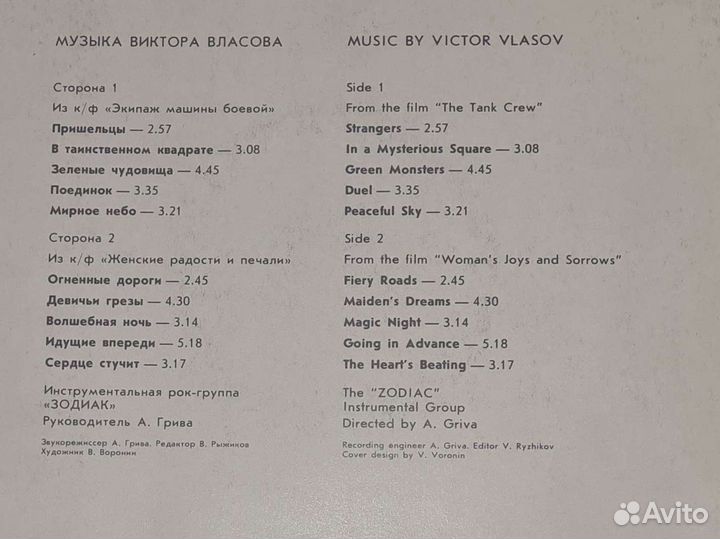 МУЗЫКА ВИКТОРА ВЛАСОВА
Сторона 1
Из к/ф «Экипаж машины боевой»
Пришельцы — 2.57
В таинственном квадрате — 3.08
Зеленые чудовища — 4.45
Поединок — 3.35
Мирное небо — 3.21
Сторона 2
Из к/ф «Женские радости и печали»
Огненные дороги — 2.45
Девичьи грезы — 4.30
Волшебная ночь — 3.14
Идущие впереди — 5.18
Сердце стучит — 3.17
Инструментальная рок-группа
«ЗОДИАК»
Руководитель А. Грива
Звукорежиссер А. Грива. Редактор В. Рыжиков
Художник В. Воронин
MUSIC BY VICTOR VLASOV
Side 1
From the film "The Tank Crew"
Strangers — 2.57
In a Mysterious Square — 3.08
Green Monsters — 4.45
Duel — 3.35
Peaceful Sky — 3.21
Side 2
From the film "Woman's Joys and Sorrows"
Fiery Roads — 2.45
Maiden's Dreams — 4.30
Magic Night — 3.14
Going in Advance — 5.18
The Heart's Beating — 3.17
The "ZODIAC"
Instrumental Group
Directed by A. Griva
Recording engineer A. Griva. Editor V. Ryzhikov
Cover design by V. Voronin
Avito